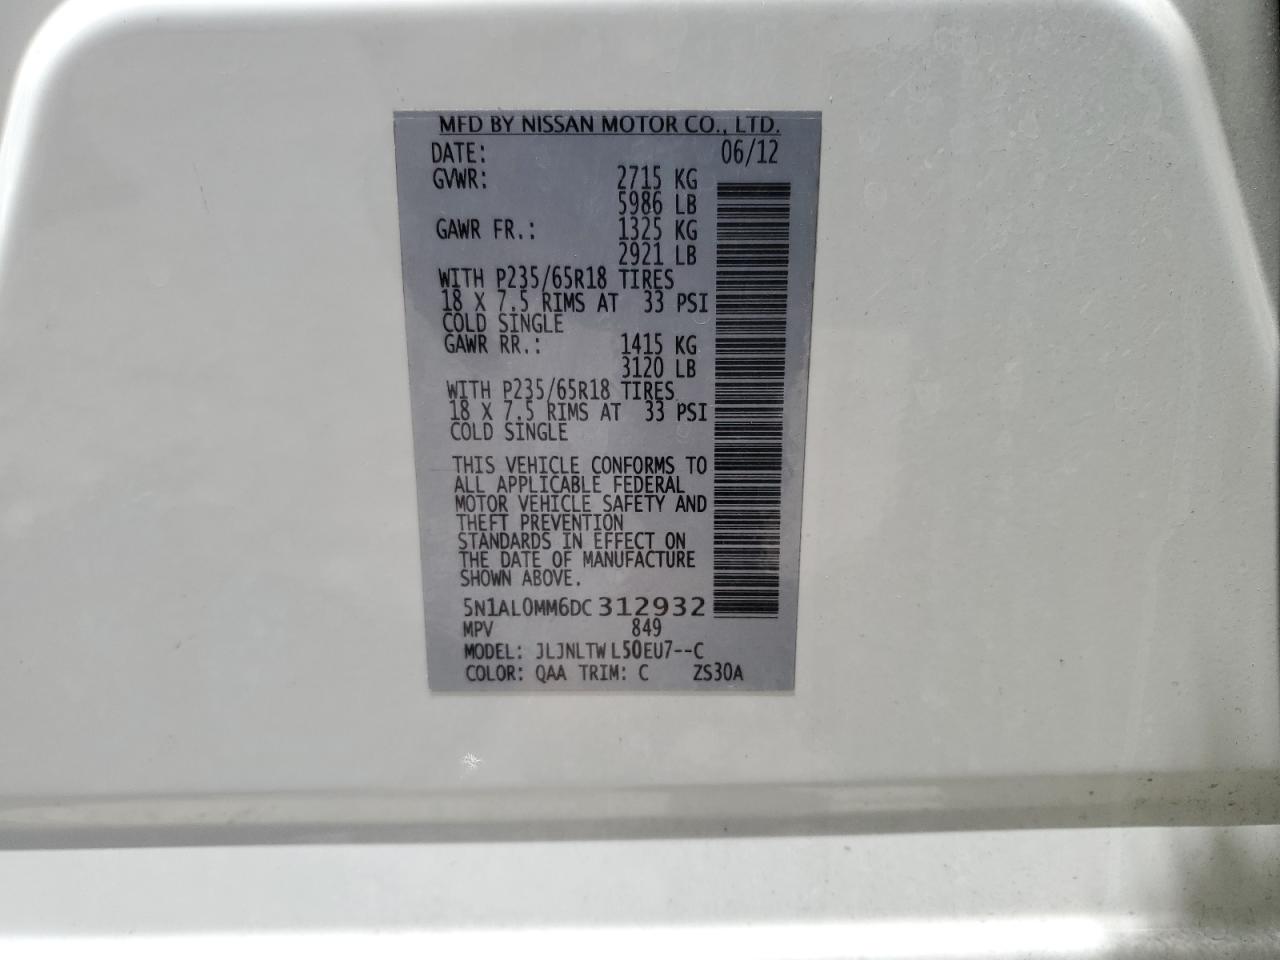 MFD BY NISSAN MOTOR CO., LTD.
DATE: 06/12
GVWR: 2715 KG
5986 LB
GAWR FR.: 1325 KG
2921 LB
WITH P235/65R18 TIRES
18 X 7.5 RIMS AT 33 PSI
COLD SINGLE
GAWR RR.: 1415 KG
3120 LB
WITH P235/65R18 TIRES
18 X 7.5 RIMS AT 33 PSI
COLD SINGLE
THIS VEHICLE CONFORMS TO
ALL APPLICABLE FEDERAL
MOTOR VEHICLE SAFETY AND
THEFT PREVENTION
STANDARDS IN EFFECT ON
THE DATE OF MANUFACTURE
SHOWN ABOVE.
5N1AL0MM6DC312932
MPV 849
MODEL: JLJNLTWL50EU7--C
COLOR: QAA TRIM: C ZS30A